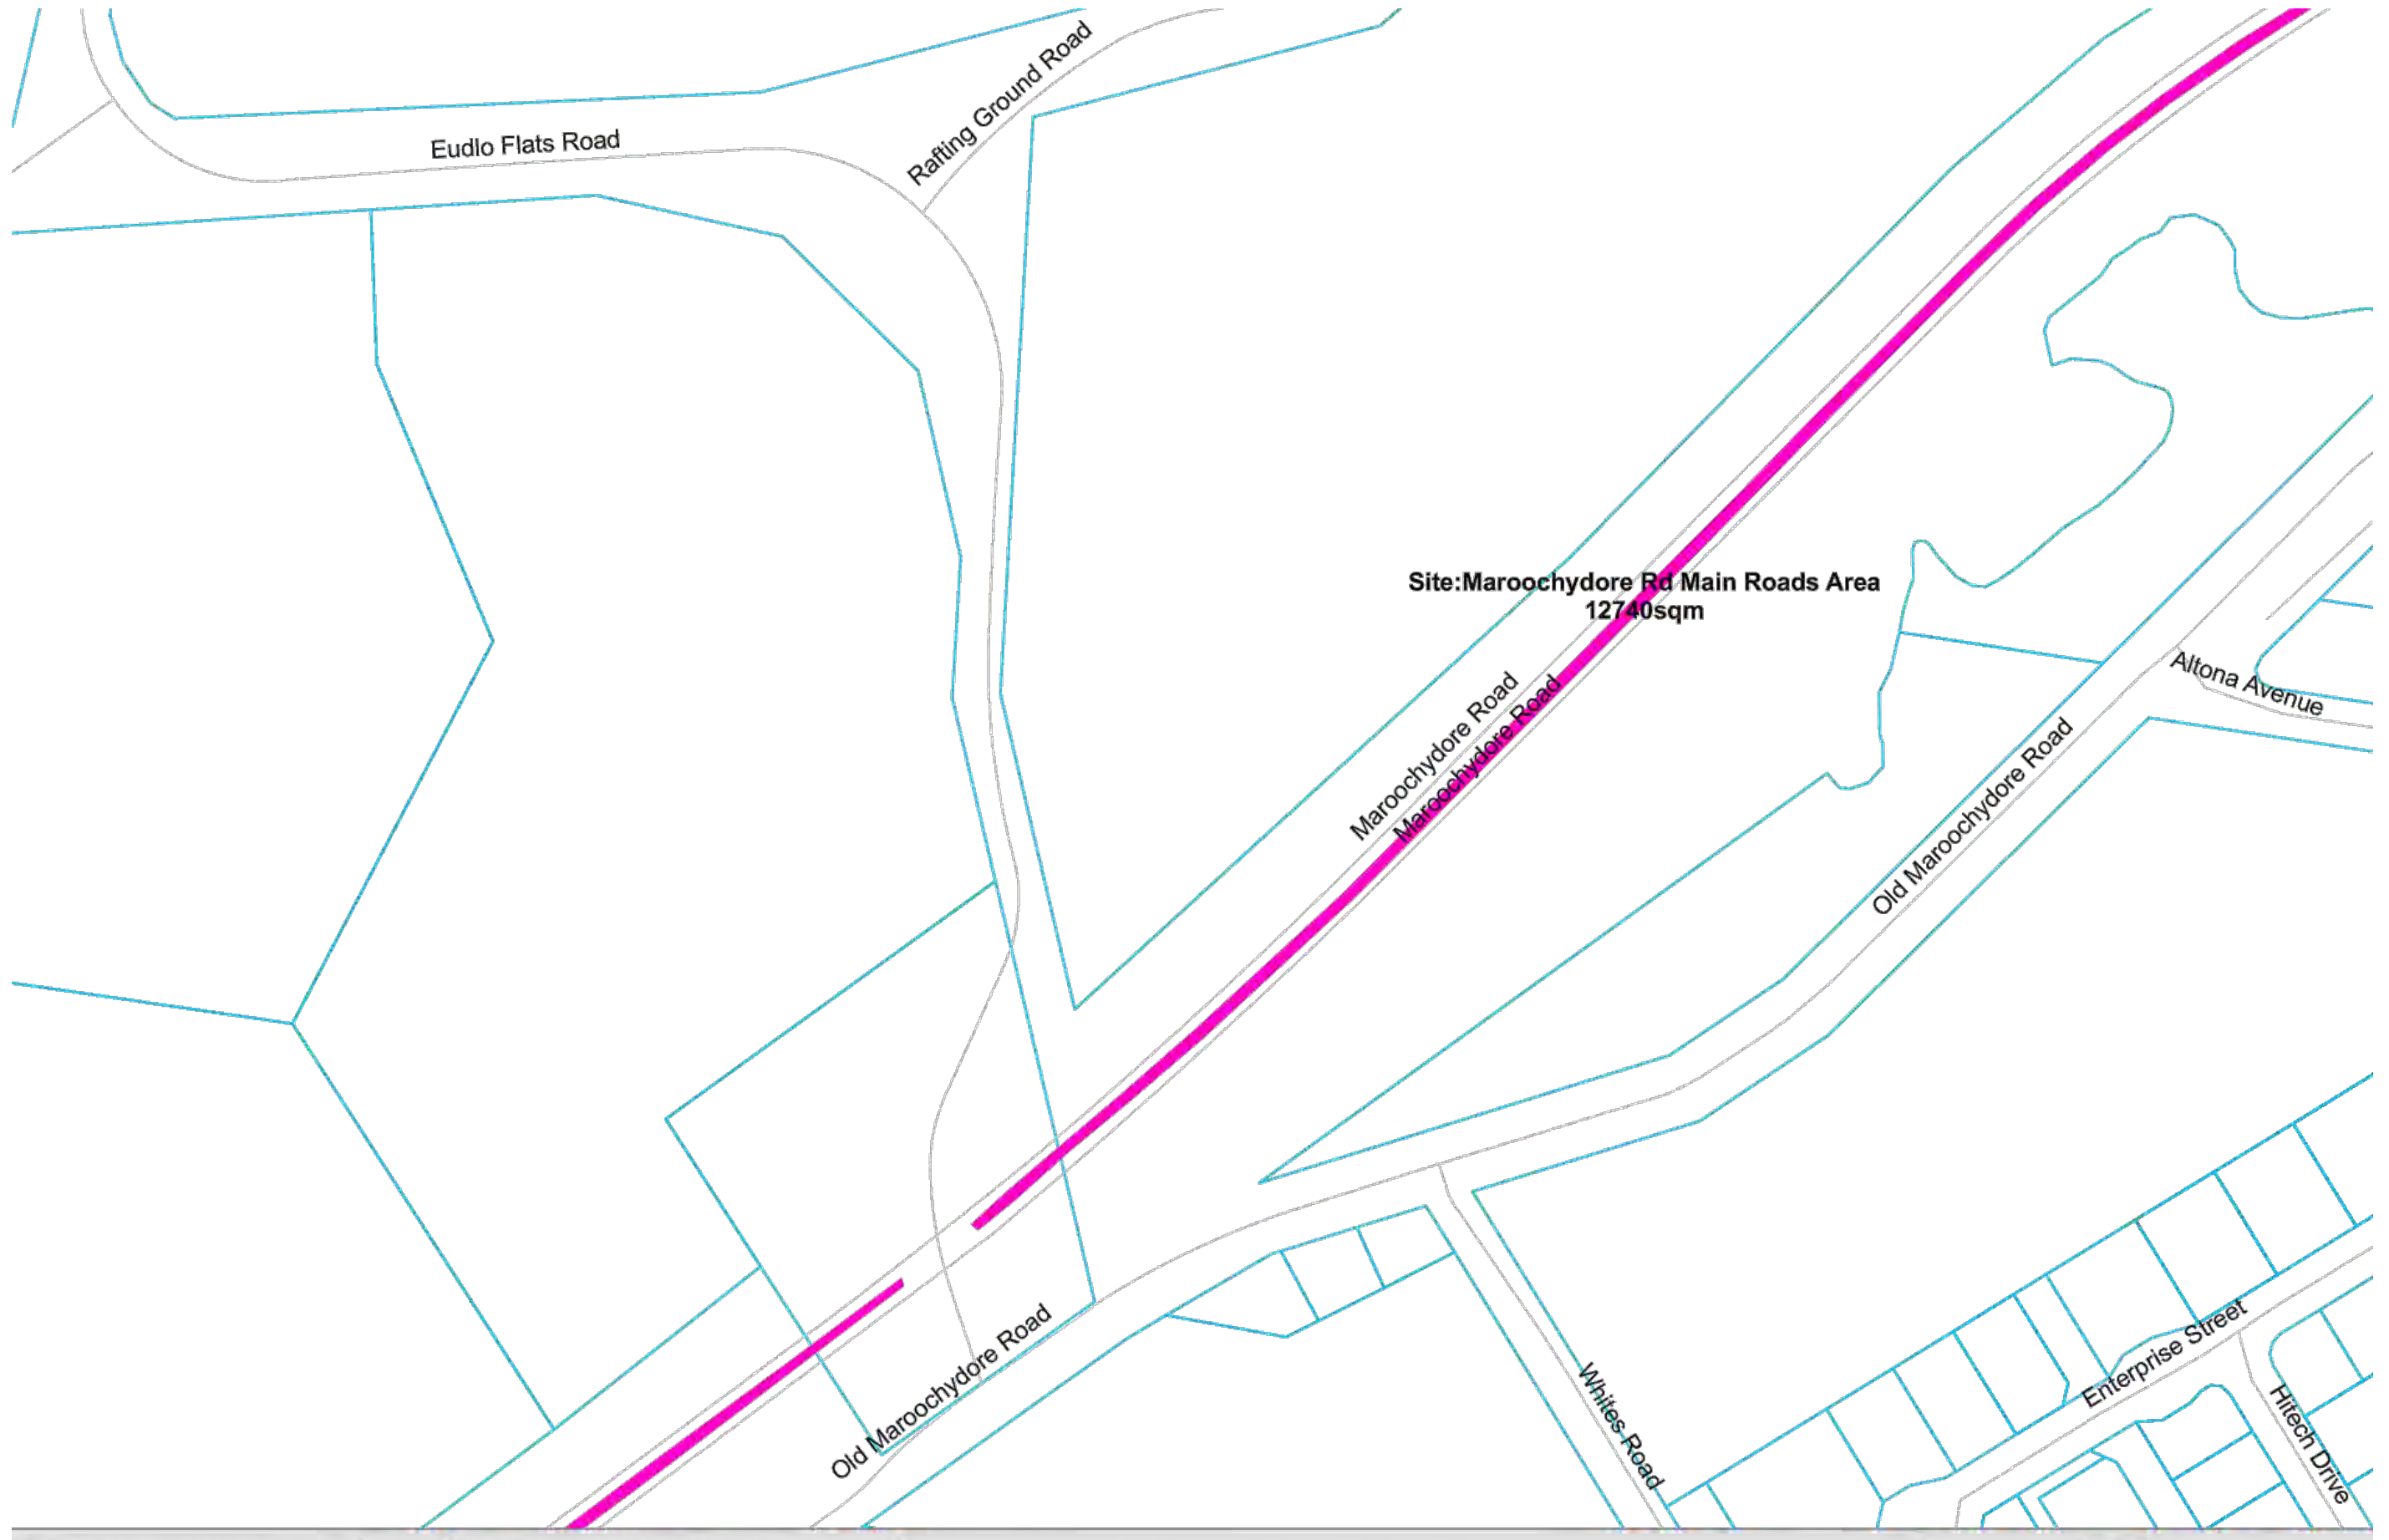 Rafting Ground Road
Eudlo Flats Road
Site:Maroochydore Rd Main Roads Area
12740sqm
Altona Avenue
Maroochydore Road
Maroochydore Road
Old Maroochydore Road
Old Maroochydore Road
Enterprise Street
Whites Road
Hitech Drive